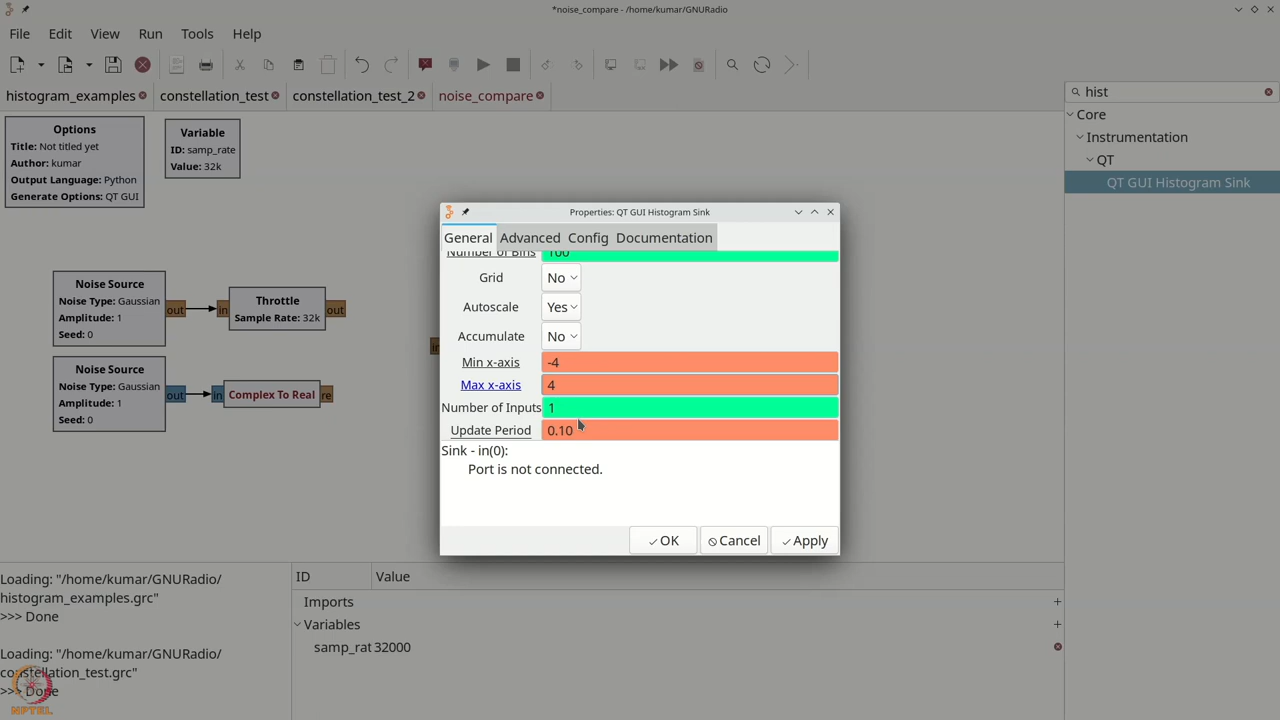 *noise_compare - /home/kumar/GNURadio
File Edit View Run Tools Help
histogram_examples constellation_test constellation_test_2 noise_compare
hist
Core
Instrumentation
QT
QT GUI Histogram Sink
Options
Title: Not titled yet
Author: kumar
Output Language: Python
Generate Options: QT GUI
Variable
ID: samp_rate
Value: 32k
Noise Source
Noise Type: Gaussian
Amplitude: 1
Seed: 0
out
in
Throttle
Sample Rate: 32k
out
Noise Source
Noise Type: Gaussian
Amplitude: 1
Seed: 0
out
in
Complex To Real
re
in
Properties: QT GUI Histogram Sink
General Advanced Config Documentation
Number of Bins 100
Grid No
Autoscale Yes
Accumulate No
Min x-axis -4
Max x-axis 4
Number of Inputs 1
Update Period 0.10
Sink - in(0):
Port is not connected.
OK Cancel Apply
Loading: "/home/kumar/GNURadio/
histogram_examples.grc"
>>> Done
Loading: "/home/kumar/GNURadio/
constellation_test.grc"
>>> Done
ID Value
Imports
Variables
samp_rat 32000
NPTEL